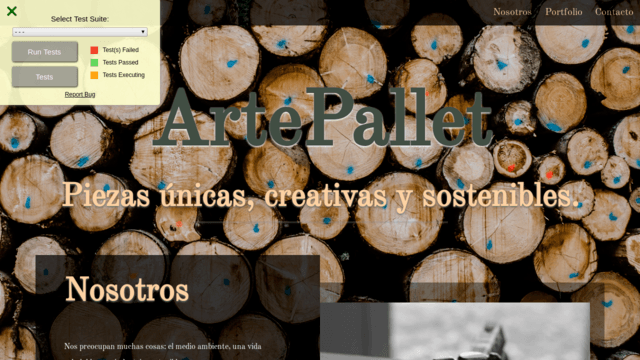 Select Test Suite:
- - -
Run Tests
Tests
Test(s) Failed
Tests Passed
Tests Executing
Report Bug
Nosotros Portfolio Contacto
ArtePallet
Piezas únicas, creativas y sostenibles.
Nosotros
Nos preocupan muchas cosas: el medio ambiente, una vida